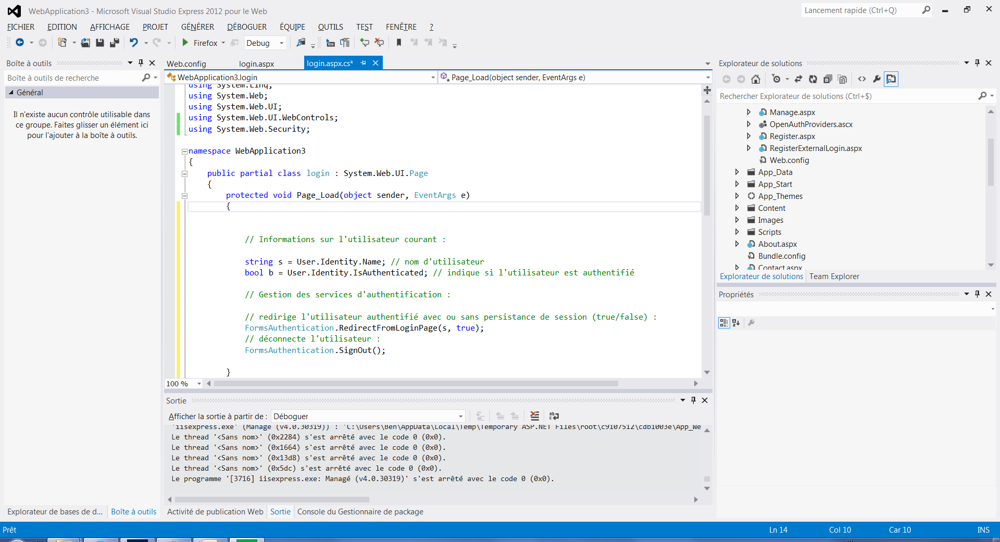 WebApplication3 - Microsoft Visual Studio Express 2012 pour le Web
Lancement rapide (Ctrl+Q)
FICHIER EDITION AFFICHAGE PROJET GÉNÉRER DÉBOGUER ÉQUIPE OUTILS TEST FENÊTRE ?
Firefox Debug
Boîte à outils
Boîte à outils de recherche
Général
Il n'existe aucun contrôle utilisable dans
ce groupe. Faites glisser un élément ici
pour l'ajouter à la boîte à outils.
Explorateur de bases de d... Boîte à outils
Web.config login.aspx login.aspx.cs*
WebApplication3.login Page_Load(object sender, EventArgs e)
using System.Linq;
using System.Web;
using System.Web.UI;
using System.Web.UI.WebControls;
using System.Web.Security;
namespace WebApplication3
{
public partial class login : System.Web.UI.Page
{
protected void Page_Load(object sender, EventArgs e)
{
// Informations sur l'utilisateur courant :
string s = User.Identity.Name; // nom d'utilisateur
bool b = User.Identity.IsAuthenticated; // indique si l'utilisateur est authentifié
// Gestion des services d'authentification :
// redirige l'utilisateur authentifié avec ou sans persistance de session (true/false) :
FormsAuthentication.RedirectFromLoginPage(s, true);
// déconnecte l'utilisateur :
FormsAuthentication.SignOut();
}
100 %
Sortie
Afficher la sortie à partir de : Déboguer
'iisexpress.exe' (Managé (v4.0.30319)) : 'C:\Users\Ben\AppData\Local\Temp\Temporary ASP.NET Files\root\c9107512\cdb1003e\App_We
Le thread '<Sans nom>' (0x2284) s'est arrêté avec le code 0 (0x0).
Le thread '<Sans nom>' (0x1664) s'est arrêté avec le code 0 (0x0).
Le thread '<Sans nom>' (0x13d8) s'est arrêté avec le code 0 (0x0).
Le thread '<Sans nom>' (0x5dc) s'est arrêté avec le code 0 (0x0).
Le programme '[3716] iisexpress.exe: Managé (v4.0.30319)' s'est arrêté avec le code 0 (0x0).
Activité de publication Web Sortie Console du Gestionnaire de package
Explorateur de solutions
Rechercher Explorateur de solutions (Ctrl+$)
Manage.aspx
OpenAuthProviders.ascx
Register.aspx
RegisterExternalLogin.aspx
Web.config
App_Data
App_Start
App_Themes
Content
Images
Scripts
About.aspx
Bundle.config
Contact.aspx
Explorateur de solutions Team Explorer
Propriétés
Prêt Ln 14 Col 10 Car 10 INS